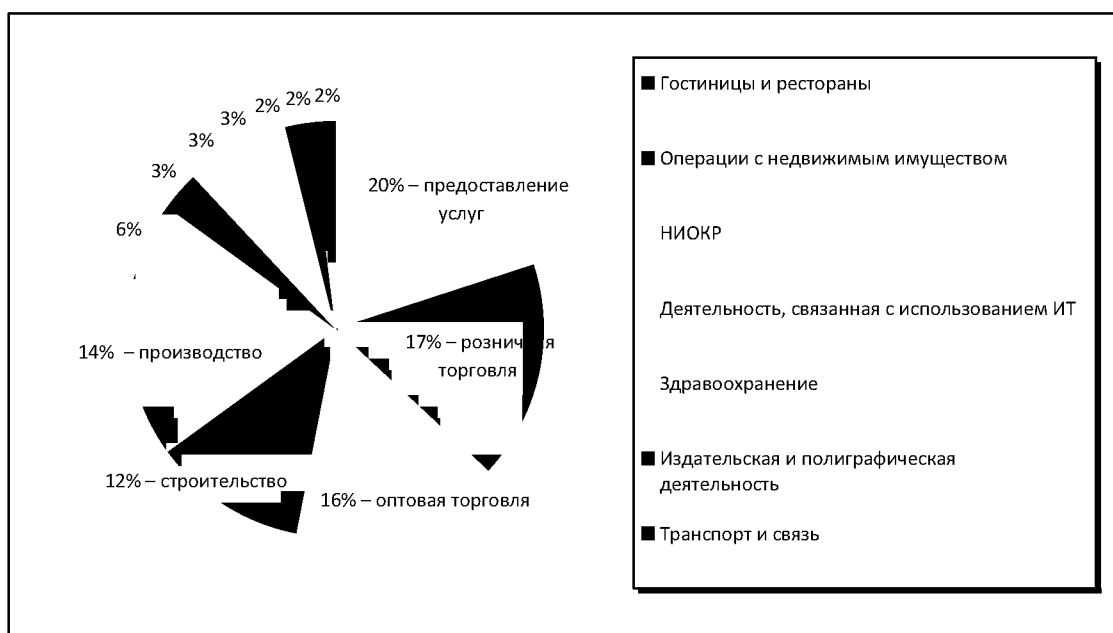 2%
2%
2%
3%
3%
3%
6%
20% – предоставление
услуг
14% – производство
17% – розничная
торговля
12% – строительство
16% – оптовая торговля
Гостиницы и рестораны
Операции с недвижимым имуществом
НИОКР
Деятельность, связанная с использованием ИТ
Здравоохранение
Издательская и полиграфическая
деятельность
Транспорт и связь